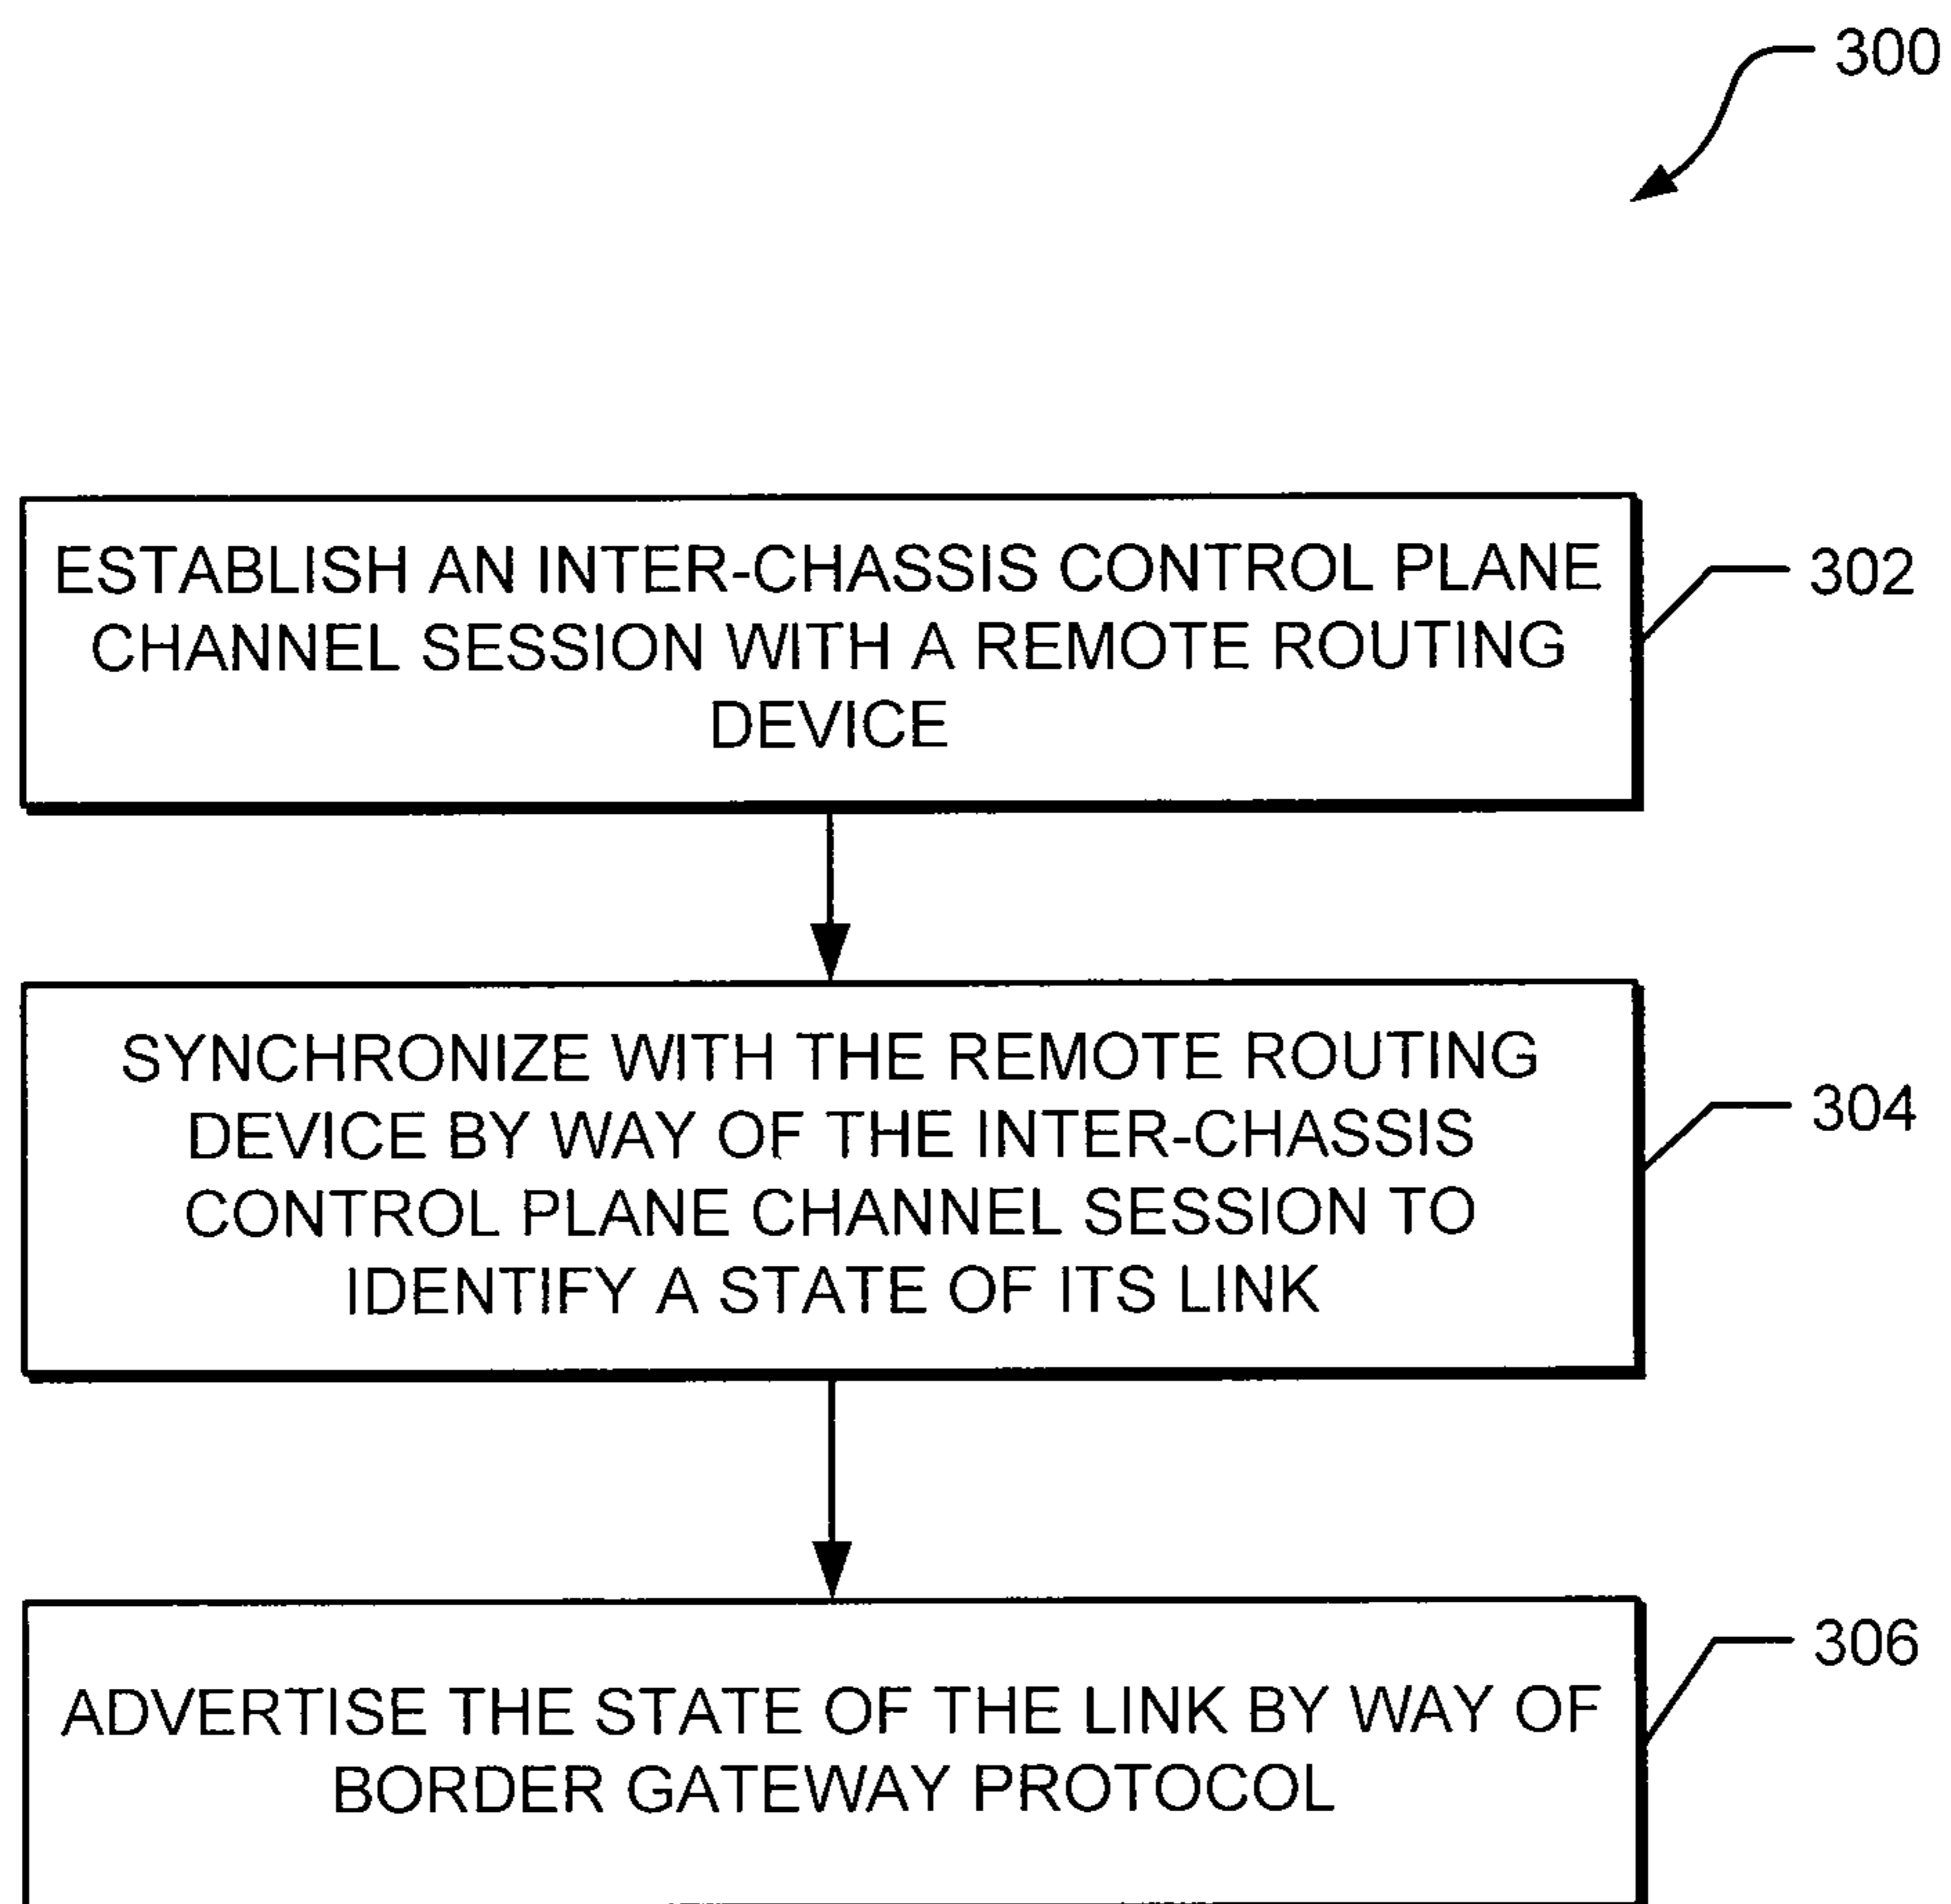 300
ESTABLISH AN INTER-CHASSIS CONTROL PLANE
CHANNEL SESSION WITH A REMOTE ROUTING
DEVICE
302
SYNCHRONIZE WITH THE REMOTE ROUTING
DEVICE BY WAY OF THE INTER-CHASSIS
CONTROL PLANE CHANNEL SESSION TO
IDENTIFY A STATE OF ITS LINK
304
ADVERTISE THE STATE OF THE LINK BY WAY OF
BORDER GATEWAY PROTOCOL
306